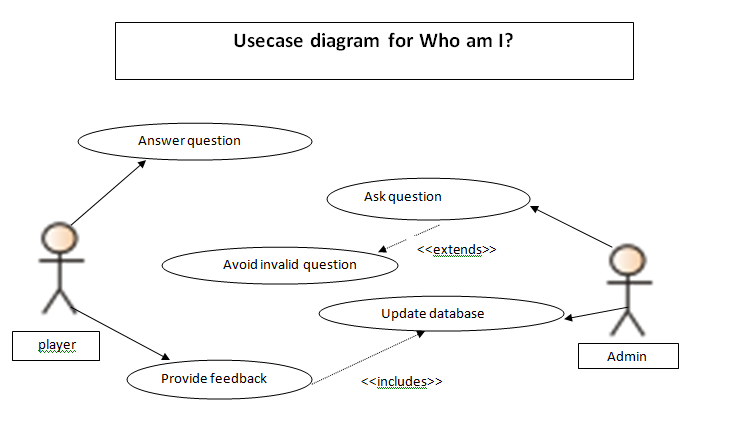 Usecase diagram for Who am I?
Answer question
Ask question
<<extends>>
Avoid invalid question
Update database
player
Admin
Provide feedback
<<includes>>